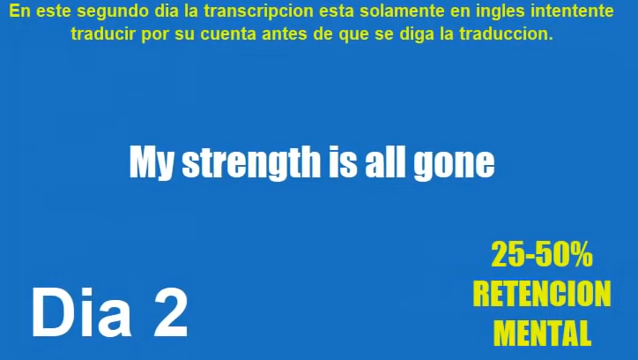 En este segundo dia la transcripcion esta solamente en ingles intentente
traducir por su cuenta antes de que se diga la traduccion.
My strength is all gone
25-50%
RETENCION
MENTAL
Dia 2